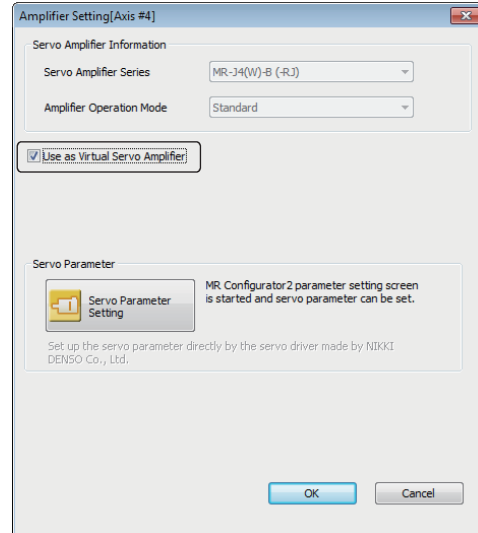 Amplifier Setting[Axis #4]
Servo Amplifier Information
Servo Amplifier Series
MR-J4(W)-B (-RJ)
Amplifier Operation Mode
Standard
Use as Virtual Servo Amplifier
Servo Parameter
Servo Parameter
Setting
MR Configurator2 parameter setting screen
is started and servo parameter can be set.
Set up the servo parameter directly by the servo driver made by NIKKI
DENSO Co., Ltd.
OK
Cancel